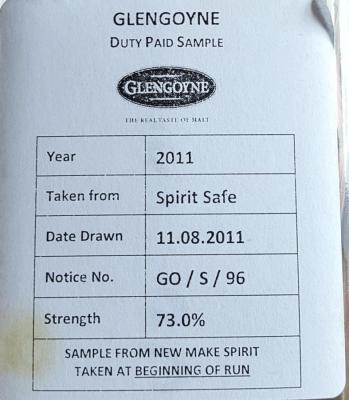 GLENGOYNE
DUTY PAID SAMPLE
GLENGOYNE
THE REAL TASTE OF MALT
Year 2011
Taken from Spirit Safe
Date Drawn 11.08.2011
Notice No. GO / S / 96
Strength 73.0%
SAMPLE FROM NEW MAKE SPIRIT
TAKEN AT BEGINNING OF RUN